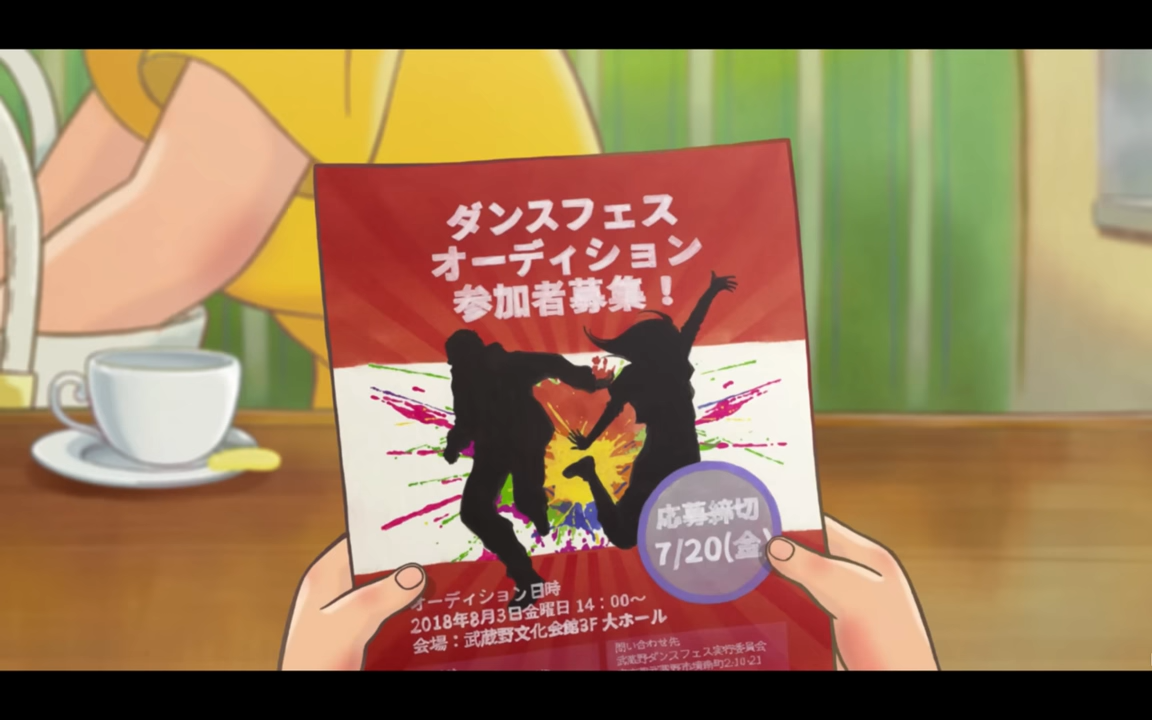 ダンスフェス
オーディション
参加者募集！
応募締切
7/20(金)
オーディション日時
2018年8月3日金曜日 14：00～
会場：武蔵野文化会館3F 大ホール
問い合わせ先
武蔵野ダンスフェス実行委員会